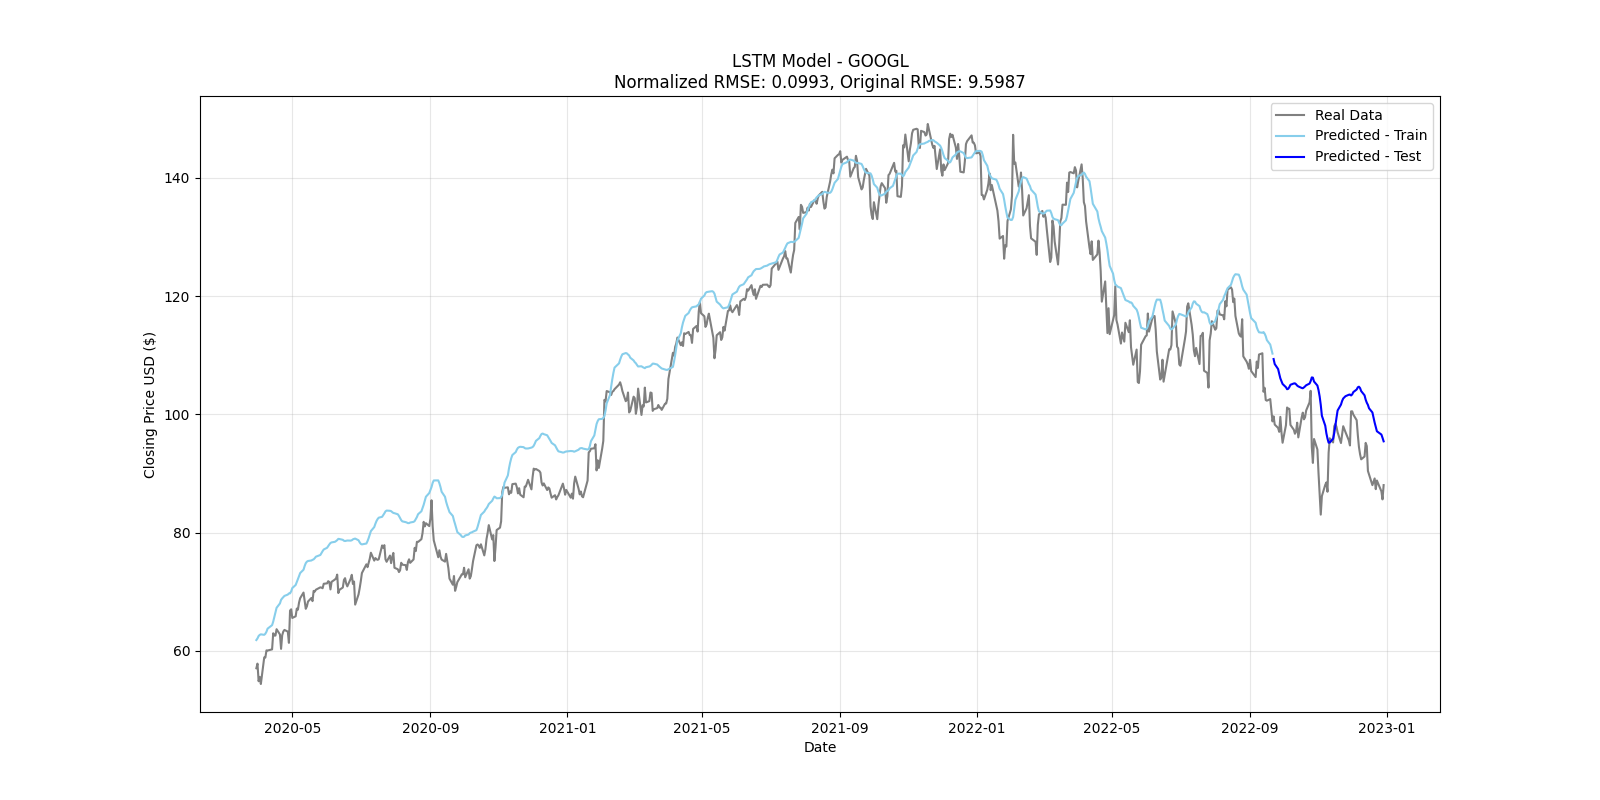 LSTM Model - GOOGL
Normalized RMSE: 0.0993, Original RMSE: 9.5987
Real Data
Predicted - Train
Predicted - Test
Closing Price USD ($)
140
120
100
80
60
2020-05
2020-09
2021-01
2021-05
2021-09
2022-01
2022-05
2022-09
2023-01
Date